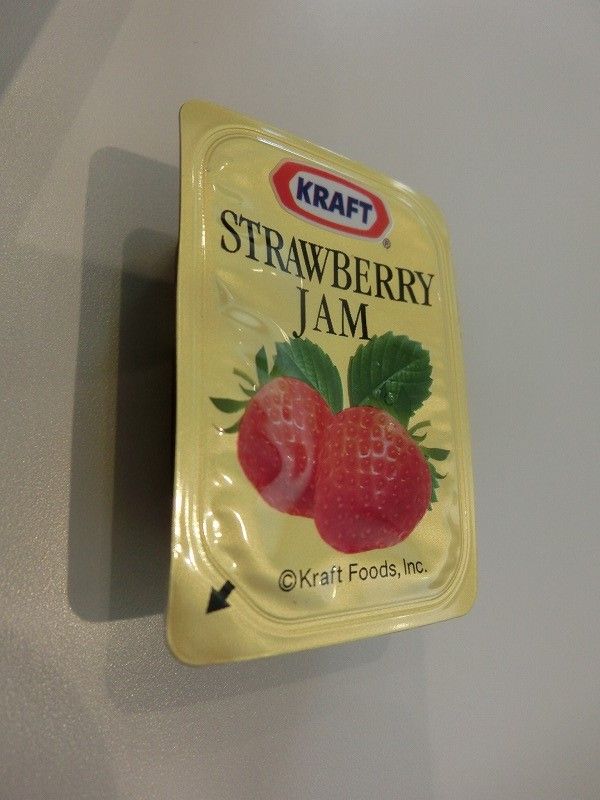 KRAFT
®
STRAWBERRY
JAM
©Kraft Foods, Inc.